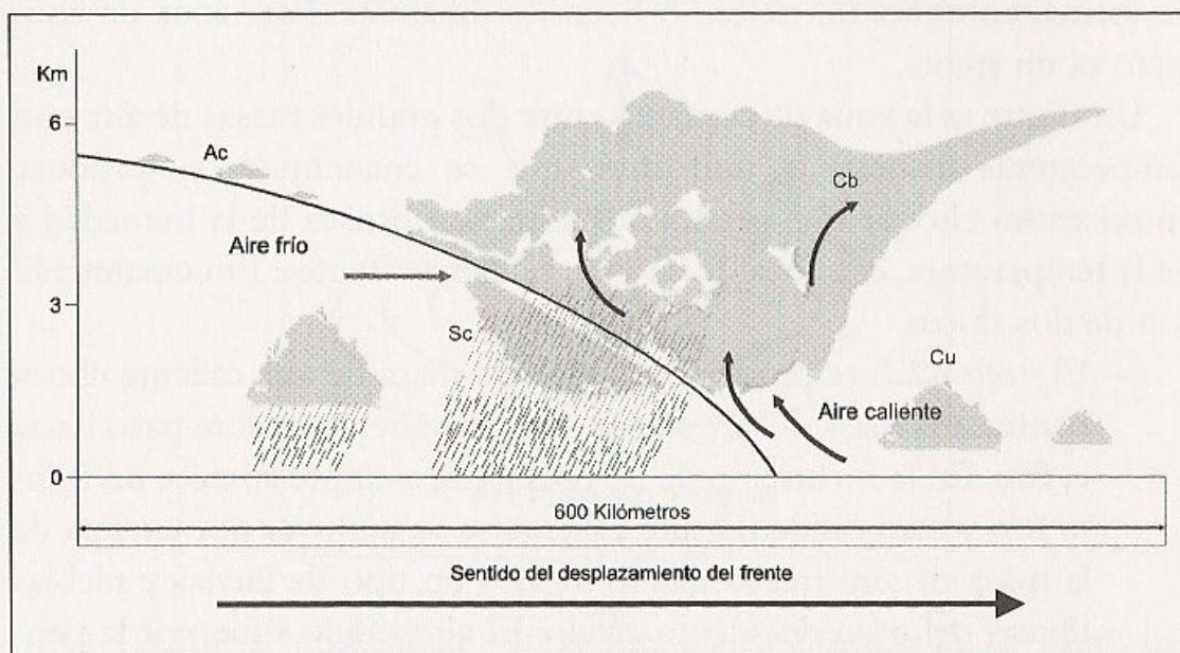 Km
6
Ac
Cb
Aire frío
3
Sc
Cu
Aire caliente
0
600 Kilómetros
Sentido del desplazamiento del frente